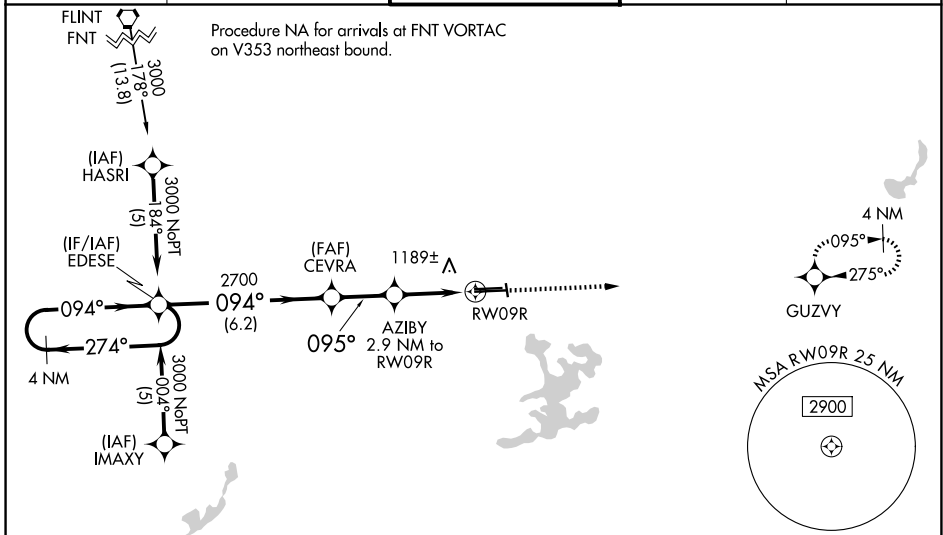 FLINT
FNT
Procedure NA for arrivals at FNT VORTAC
on V353 northeast bound.
3000
178°
(13.8)
(IAF)
HASRI
3000 NoPT
184°
(5)
(IF/IAF)
EDESE
094°
274°
4 NM
2700
094°
(6.2)
(FAF)
CEVRA
095°
1189±
AZIBY
2.9 NM to
RW09R
RW09R
3000 NoPT
004°
(5)
(IAF)
IMAXY
4 NM
095°
275°
GUZVY
MSA RW09R 25 NM
2900